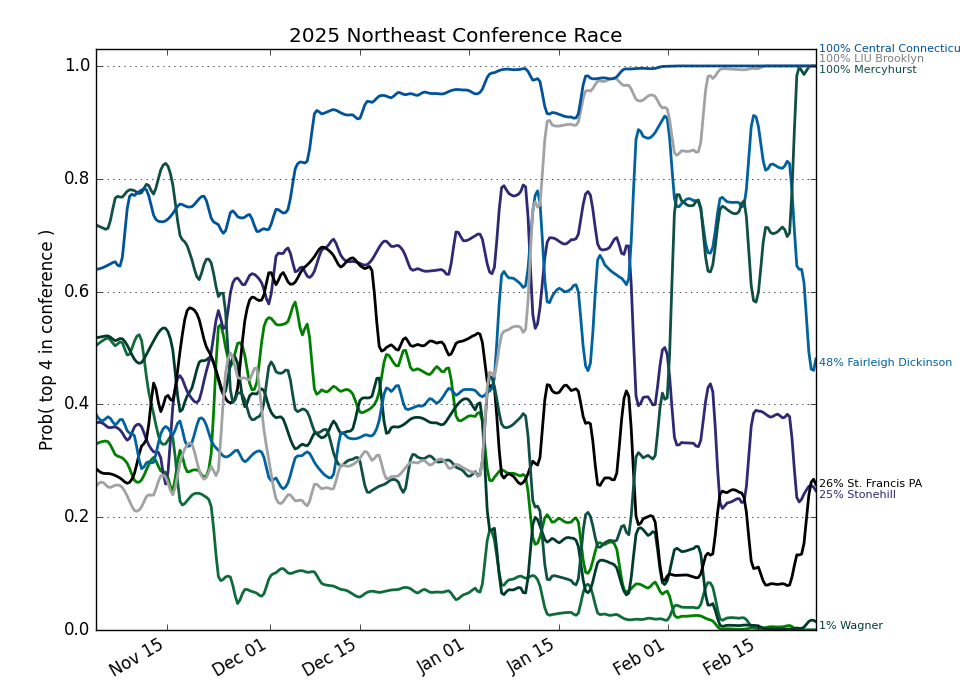 2025 Northeast Conference Race
Prob( top 4 in conference )
1.0
0.8
0.6
0.4
0.2
0.0
Nov 15
Dec 01
Dec 15
Jan 01
Jan 15
Feb 01
Feb 15
100% Central Connecticu
100% LIU Brooklyn
100% Mercyhurst
48% Fairleigh Dickinson
26% St. Francis PA
25% Stonehill
1% Wagner